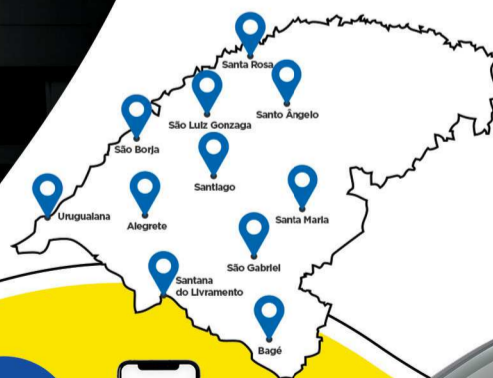 Santa Rosa
Santo Ângelo
São Luiz Gonzaga
São Borja
Santiago
Uruguaiana
Alegrete
Santa Maria
São Gabriel
Santana
do Livramento
Bagé